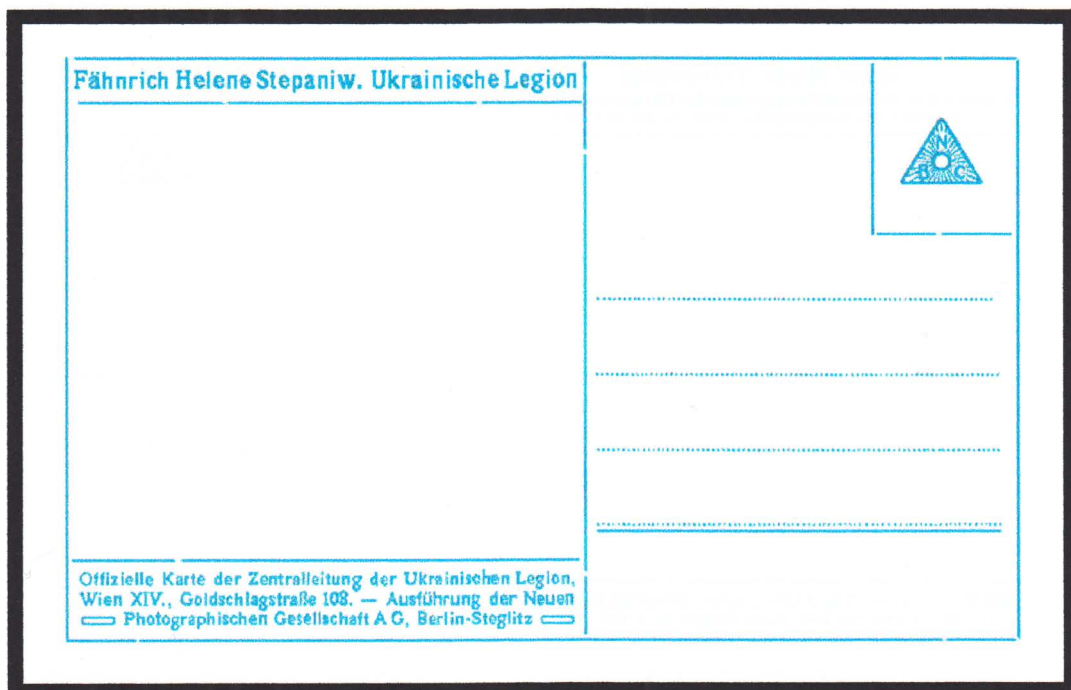 Fähnrich Helene Stepaniw. Ukrainische Legion
N
B C
Offizielle Karte der Zentralleitung der Ukrainischen Legion,
Wien XIV., Goldschlagstraße 108. — Ausführung der Neuen
Photographischen Gesellschaft A G, Berlin-Steglitz